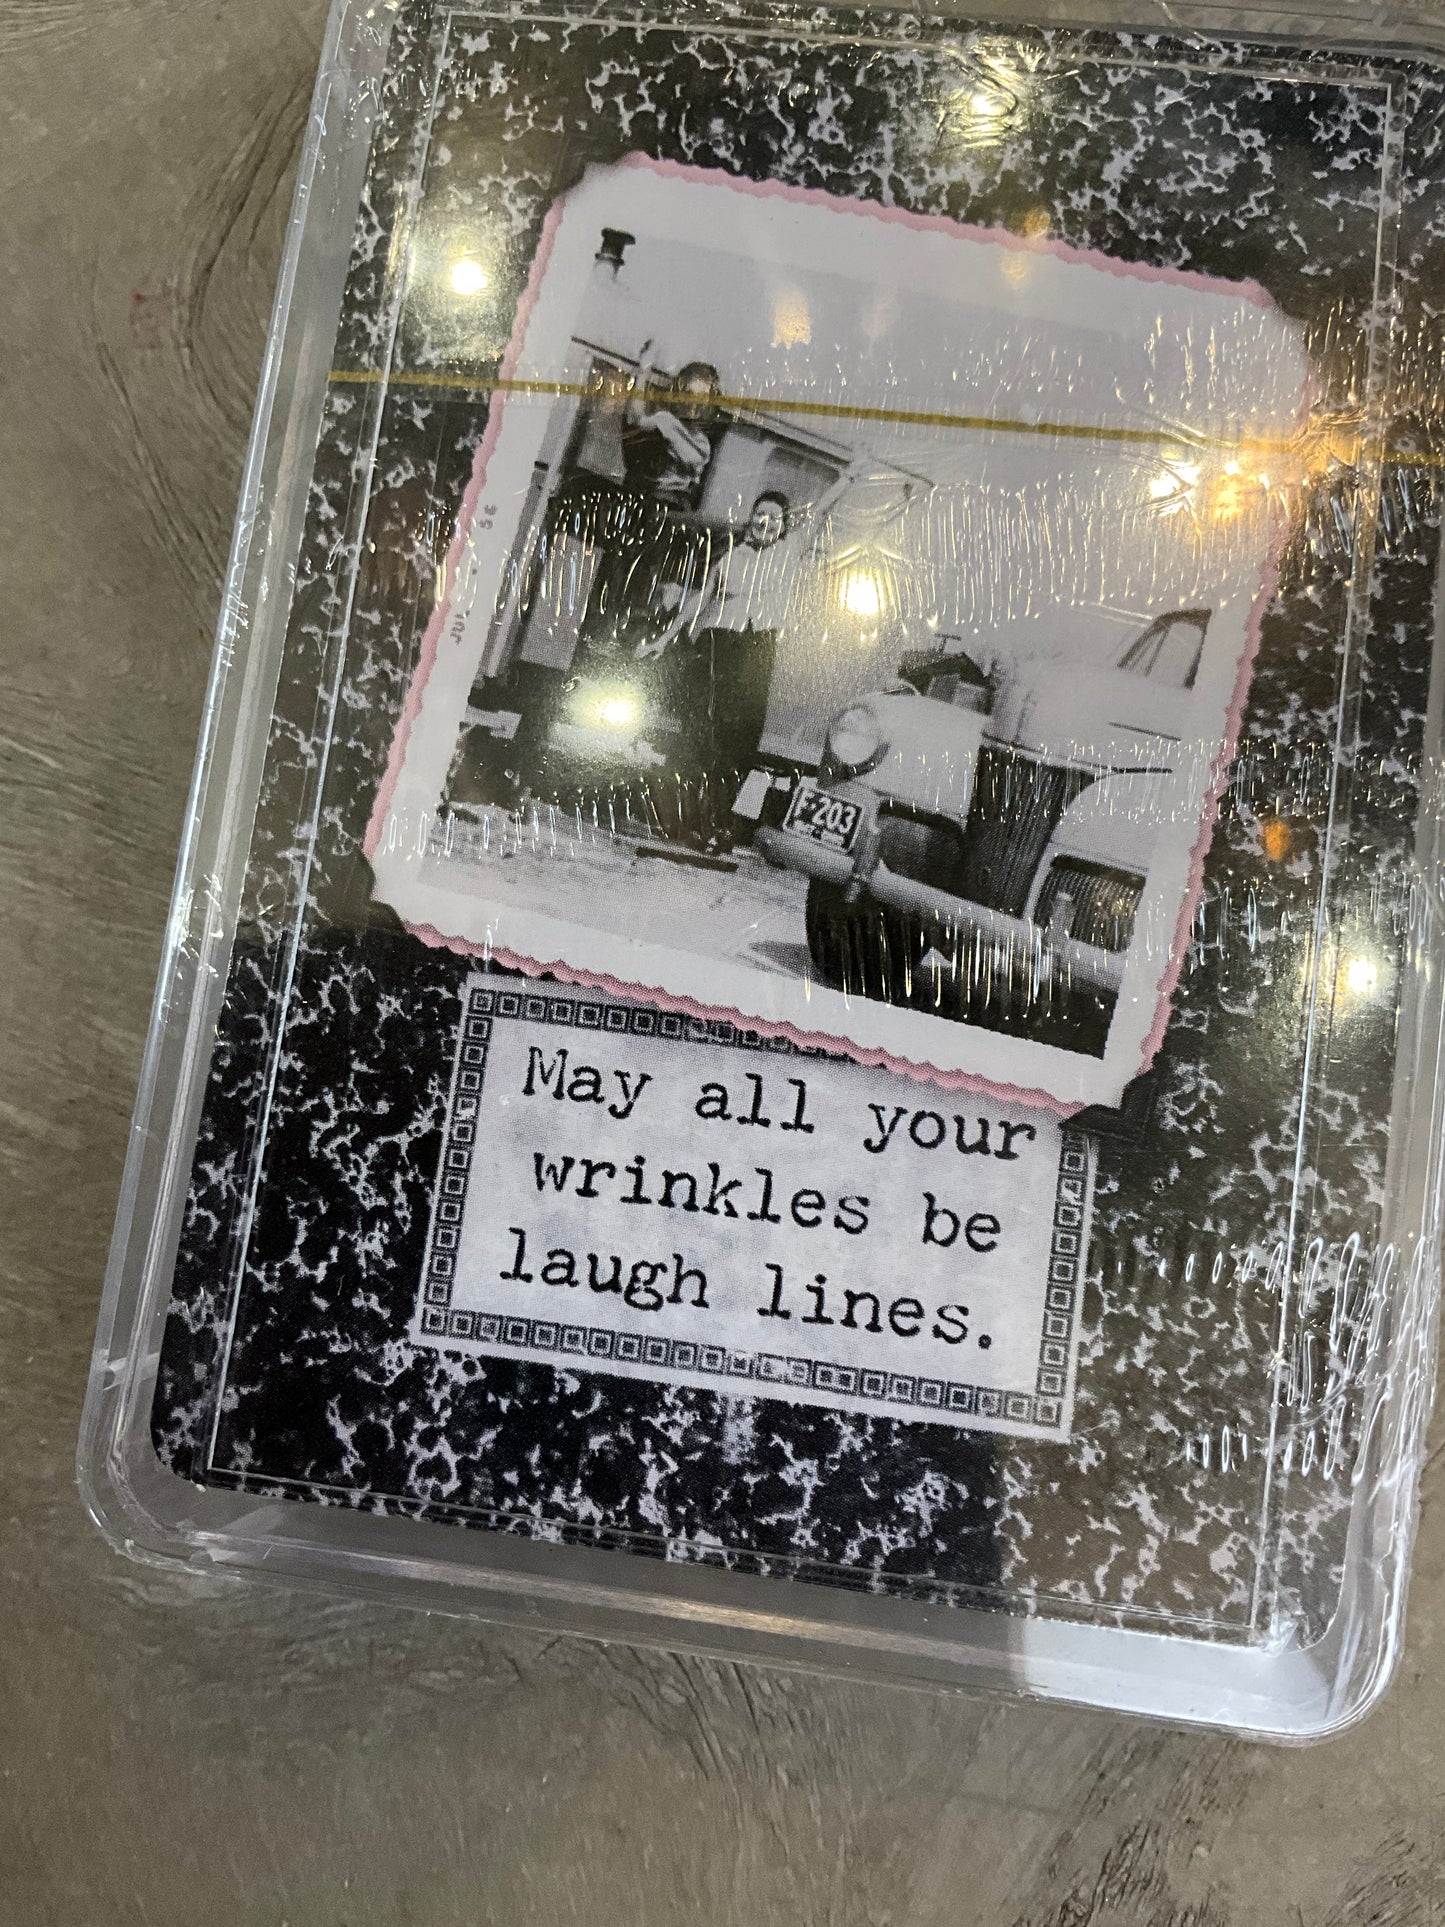 F-203
May all your
wrinkles be
laugh lines.